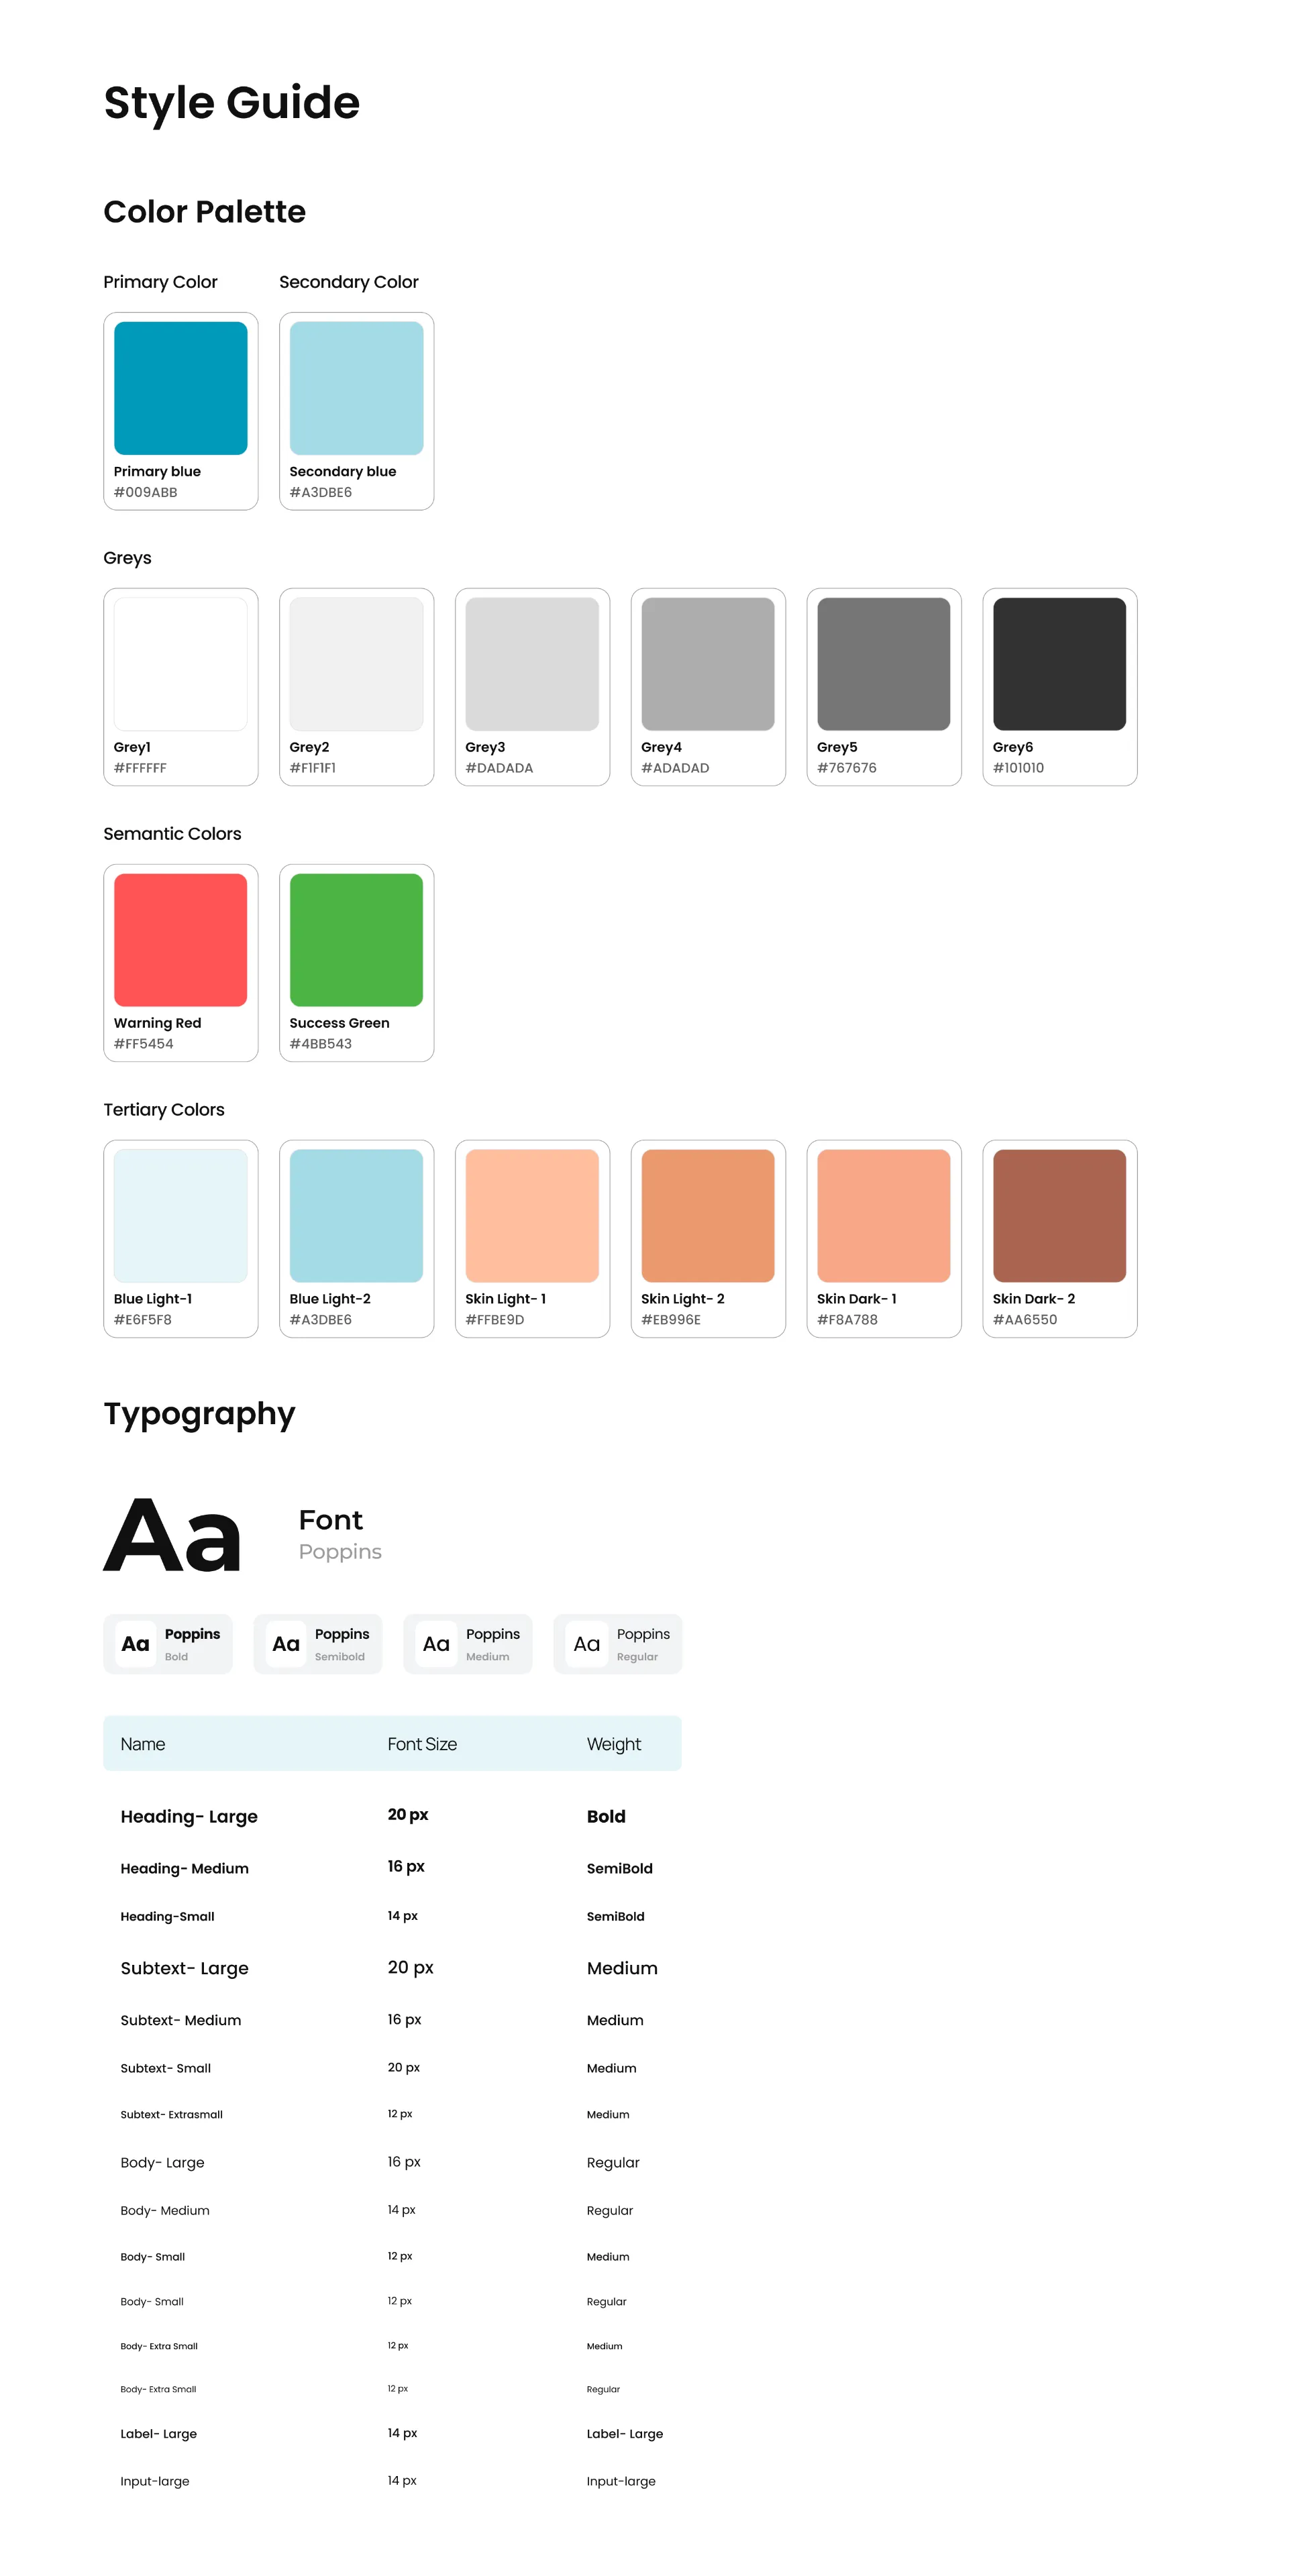 Style Guide
Color Palette
Primary Color Secondary Color
Primary blue Secondary blue
#009ABB #A3DBE6
Greys
Grey1 Grey2 Grey3 Grey4 Grey5 Grey6
#FFFFFF #F1F1F1 #DADADA #ADADAD #767676 #101010
Semantic Colors
Warning Red Success Green
#FF5454 #4BB543
Tertiary Colors
Blue Light-1 Blue Light-2 Skin Light- 1 Skin Light- 2 Skin Dark- 1 Skin Dark- 2
#E6F5F8 #A3DBE6 #FFBE9D #EB996E #F8A788 #AA6550
Typography
Aa Font
Poppins
Aa Poppins Aa Poppins Aa Poppins Aa Poppins
Bold Semibold Medium Regular
Name Font Size Weight
Heading- Large 20 px Bold
Heading- Medium 16 px SemiBold
Heading-Small 14 px SemiBold
Subtext- Large 20 px Medium
Subtext- Medium 16 px Medium
Subtext- Small 20 px Medium
Subtext- Extrasmall 12 px Medium
Body- Large 16 px Regular
Body- Medium 14 px Regular
Body- Small 12 px Medium
Body- Small 12 px Regular
Body- Extra Small 12 px Medium
Body- Extra Small 12 px Regular
Label- Large 14 px Label- Large
Input-large 14 px Input-large